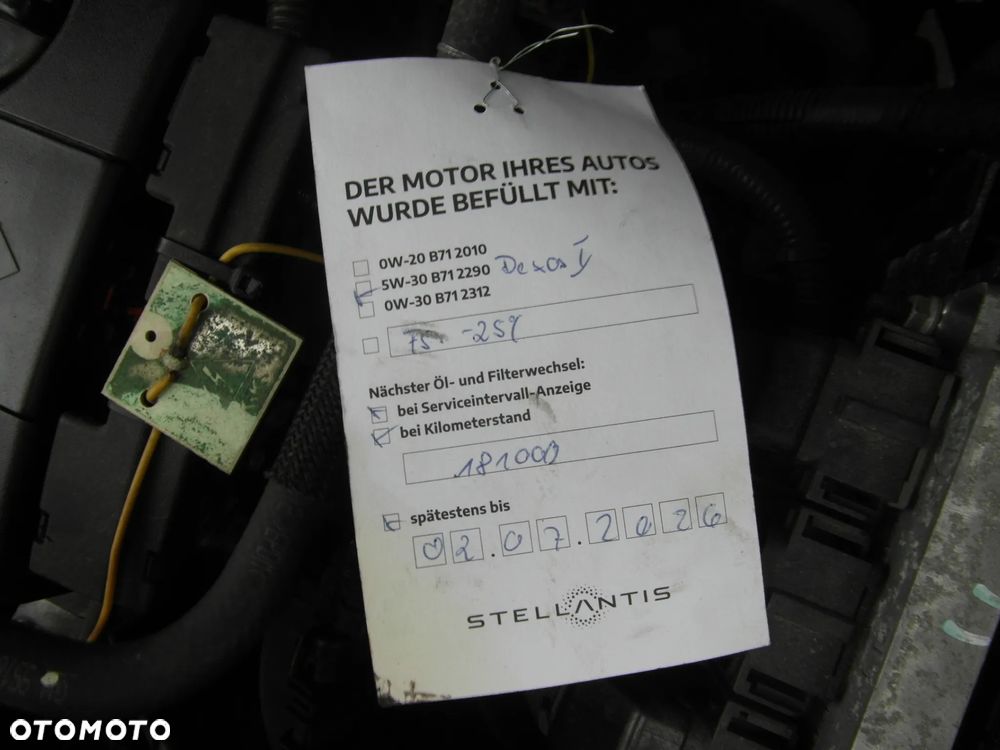 DER MOTOR IHRES AUTOS
WURDE BEFÜLLT MIT:
0W-20 B71 2010
5W-30 B71 2290 Dexos
0W-30 B71 2312
-25%
Nächster Öl- und Filterwechsel:
bei Serviceintervall-Anzeige
bei Kilometerstand
181000
spätestens bis
02.07.2026
STELLANTIS
OTOMOTO